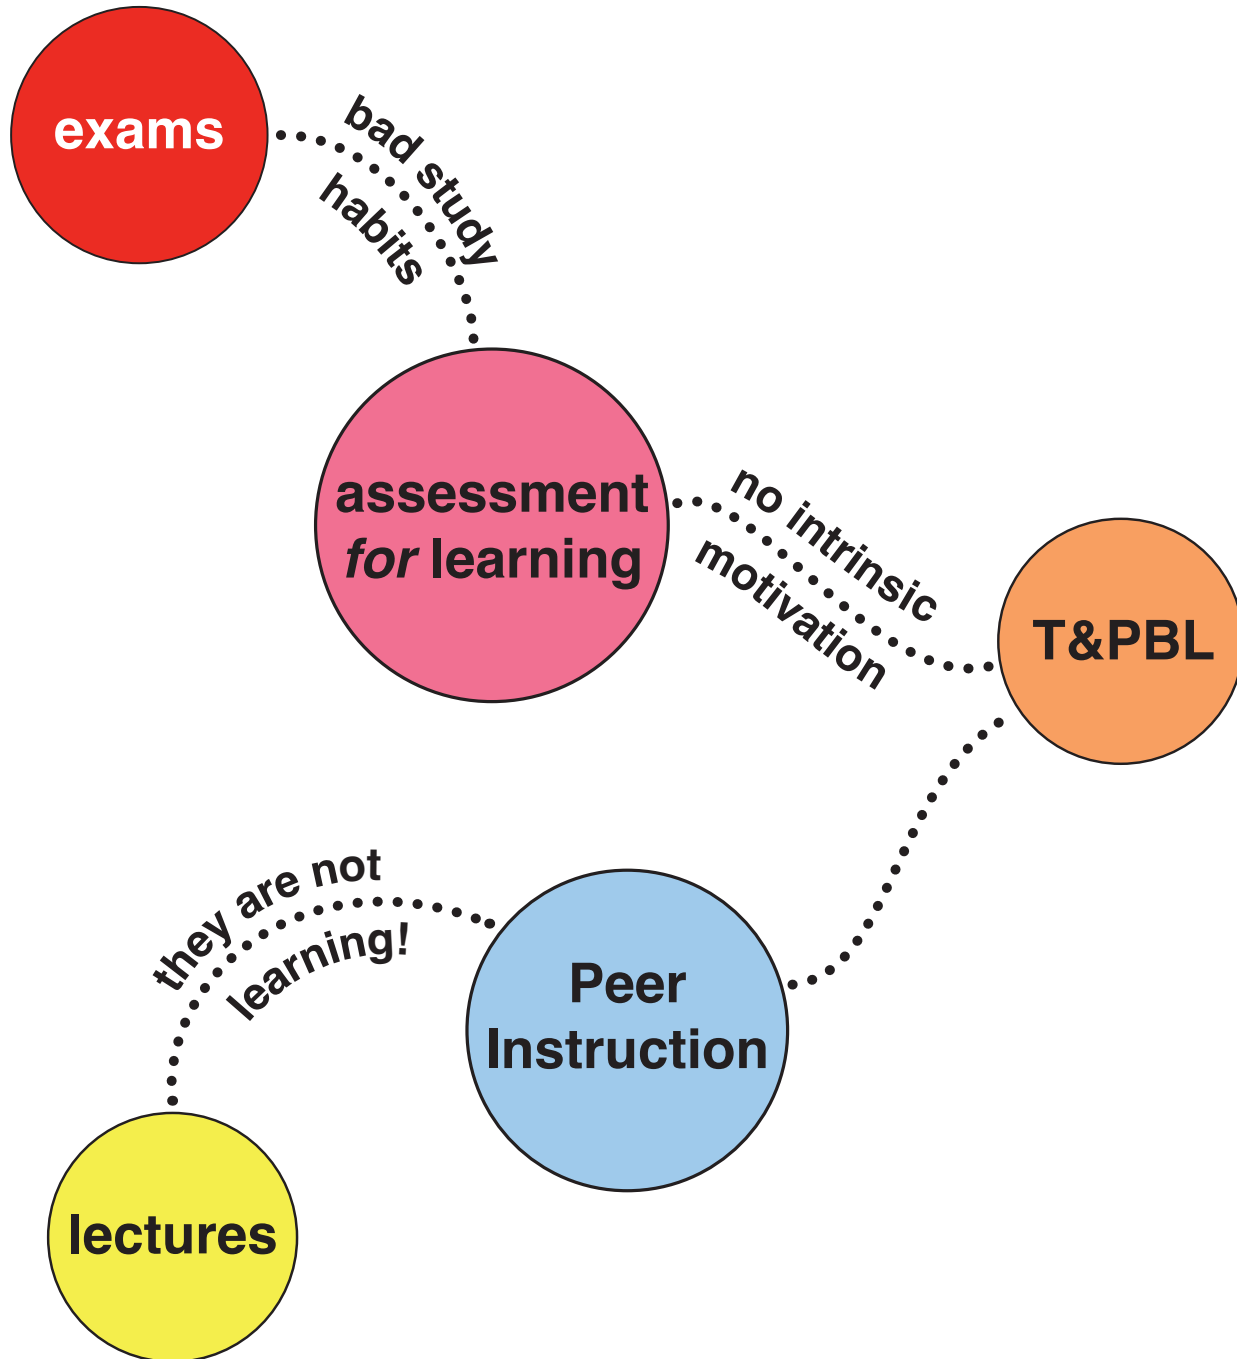 exams
bad study
habits
assessment
for learning
no intrinsic
motivation
T&PBL
they are not
learning!
Peer
Instruction
lectures